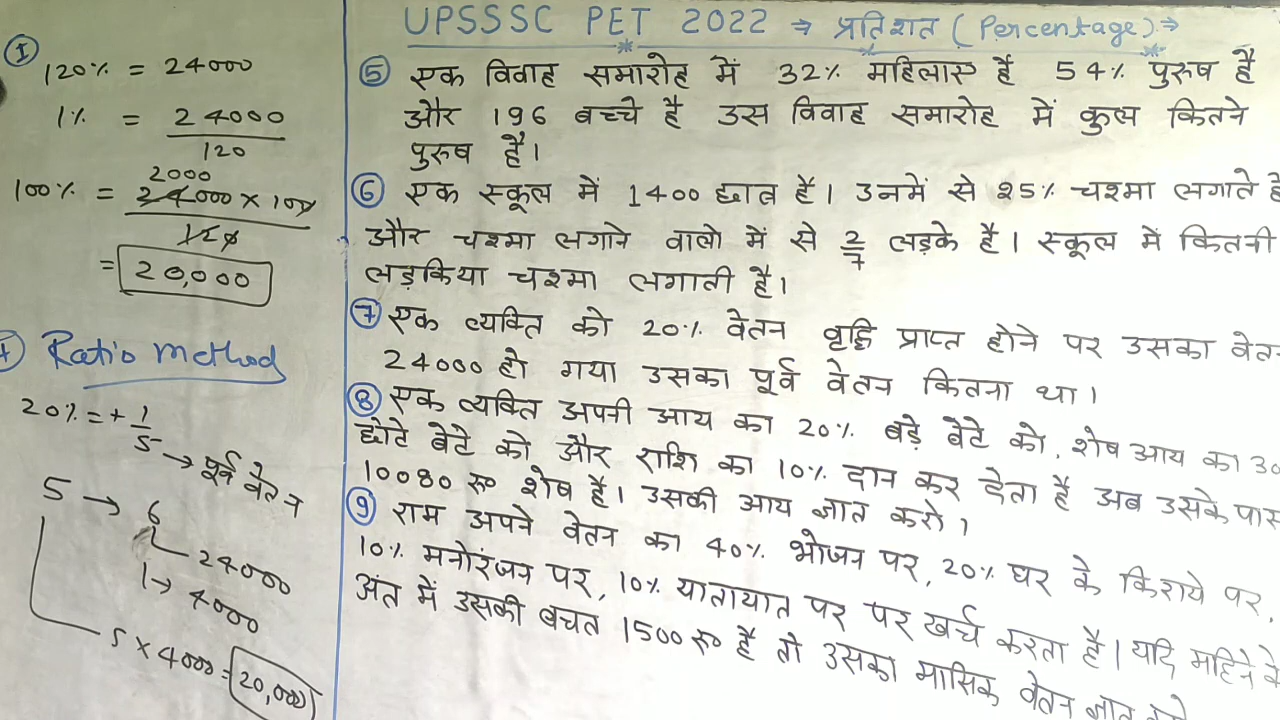 UPSSSC PET 2022 → प्रतिशत ( Percentage ) →
I
120% = 24000
1% = 24000
120
2000
100% = 24000 × 100
120
= 20,000
Ratio method
20% = + 1
5 → पूर्व वेतन
5 → 6
24000
1 → 4000
5 × 4000 = 20,000
5 एक विवाह समारोह में 32% महिलाएं हैं 54% पुरुष हैं
और 196 बच्चे है उस विवाह समारोह में कुल कितने
पुरुष हैं।
6 एक स्कूल में 1400 छात्र हैं। उनमें से 25% चश्मा लगाते है
और चश्मा लगाने वालो में से 2/7 लड़के हैं। स्कूल में कितनी
लड़किया चश्मा लगाती हैं।
7 एक व्यक्ति को 20% वेतन वृद्धि प्राप्त होने पर उसका वेतन
24000 हो गया उसका पूर्व वेतन कितना था।
8 एक व्यक्ति अपनी आय का 20% बड़े बेटे को, शेष आय का 30
छोटे बेटे को और राशि का 10% दान कर देता है अब उसके पास
10080 रू० शेष हैं। उसकी आय ज्ञात करो।
9 राम अपने वेतन का 40% भोजन पर, 20% घर के किराये पर,
10% मनोरंजन पर, 10% यातायात पर पर खर्च करता है। यदि महिने के
अंत में उसकी बचत 1500 रू० है तो उसका मासिक वेतन ज्ञात